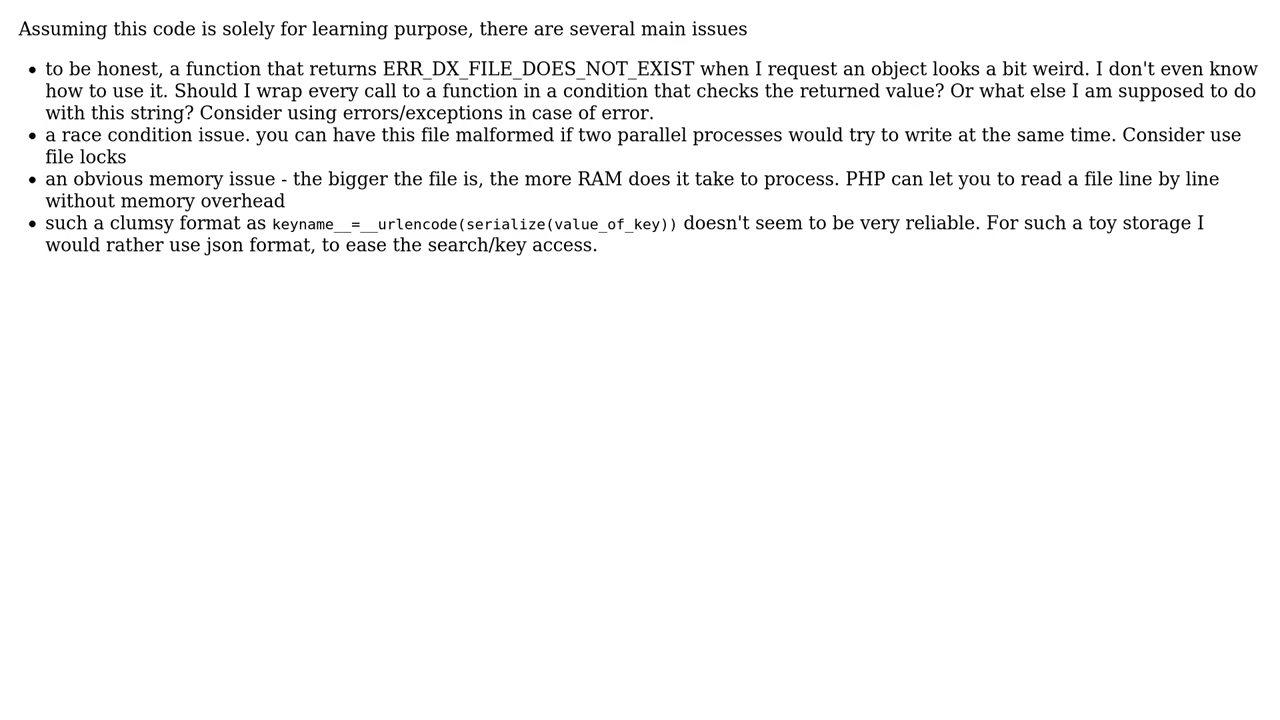 Assuming this code is solely for learning purpose, there are several main issues
• to be honest, a function that returns ERR_DX_FILE_DOES_NOT_EXIST when I request an object looks a bit weird. I don't even know
how to use it. Should I wrap every call to a function in a condition that checks the returned value? Or what else I am supposed to do
with this string? Consider using errors/exceptions in case of error.
• a race condition issue. you can have this file malformed if two parallel processes would try to write at the same time. Consider use
file locks
• an obvious memory issue - the bigger the file is, the more RAM does it take to process. PHP can let you to read a file line by line
without memory overhead
• such a clumsy format as keyname__=__urlencode(serialize(value_of_key)) doesn't seem to be very reliable. For such a toy storage I
would rather use json format, to ease the search/key access.